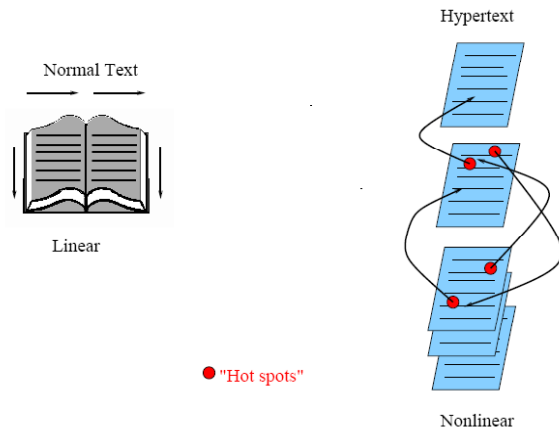 Hypertext
Normal Text
Linear
"Hot spots"
Nonlinear